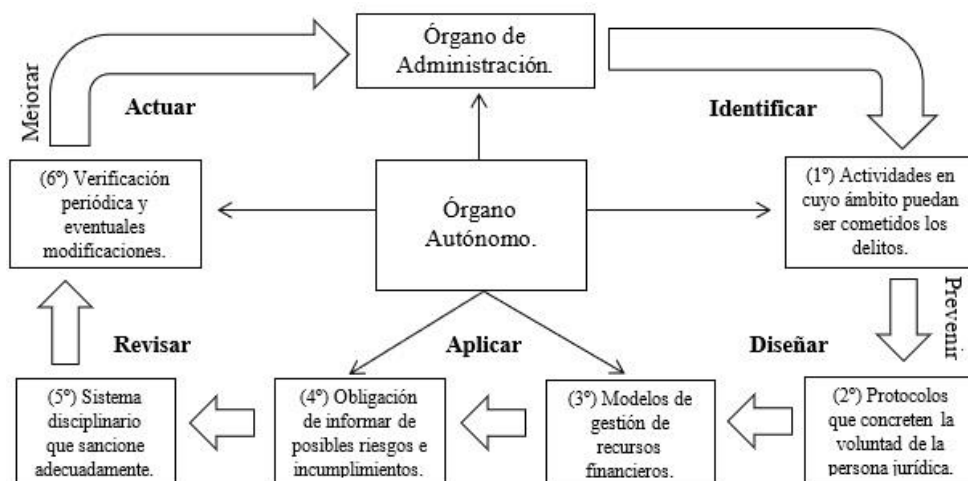 Órgano de
Administración.
Mejorar
Actuar
Identificar
(6º) Verificación
periódica y
eventuales
modificaciones.
Órgano
Autónomo.
(1º) Actividades en
cuyo ámbito puedan
ser cometidos los
delitos.
Prevenir
Revisar
Aplicar
Diseñar
(5º) Sistema
disciplinario
que sancione
adecuadamente.
(4º) Obligación
de informar de
posibles riesgos e
incumplimientos.
(3º) Modelos de
gestión de
recursos
financieros.
(2º) Protocolos
que concreten la
voluntad de la
persona jurídica.